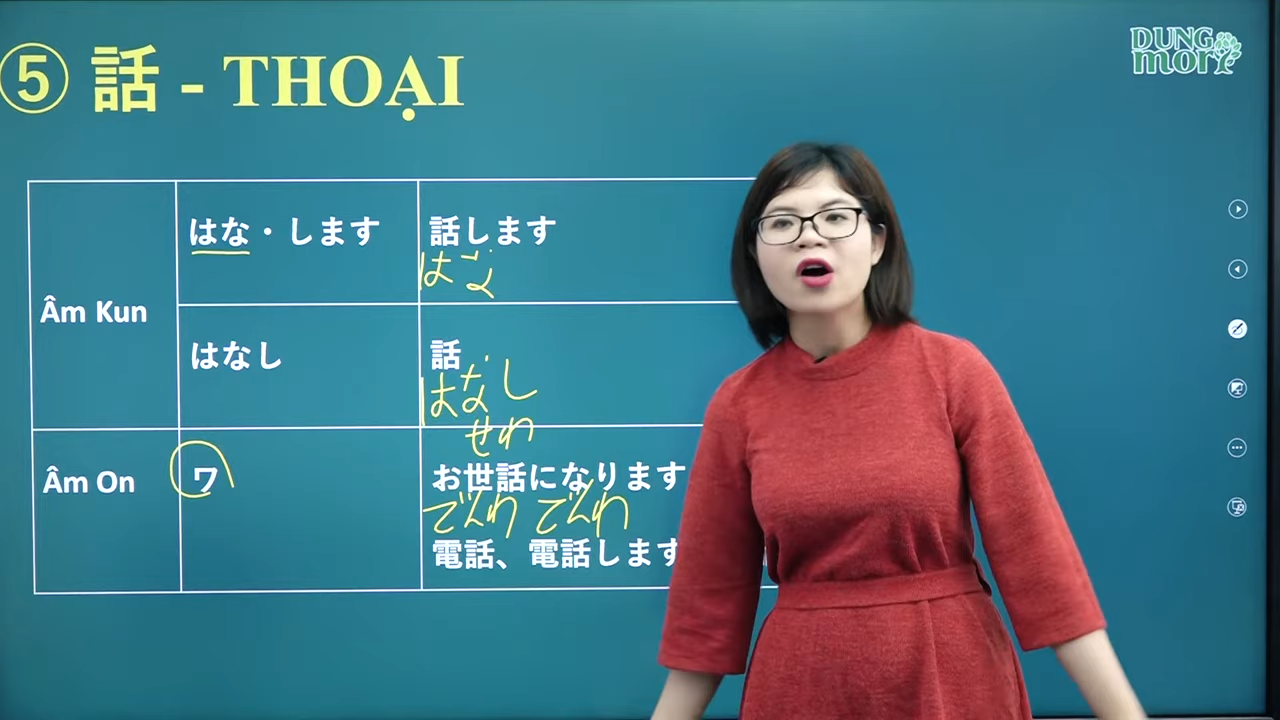 ⑤ 話 - THOẠI
DUNG
mori
Âm Kun
はな・します
話します
はな
はなし
話
はなし
せわ
Âm On
ワ
お世話になります
でんわ でんわ
電話、電話します